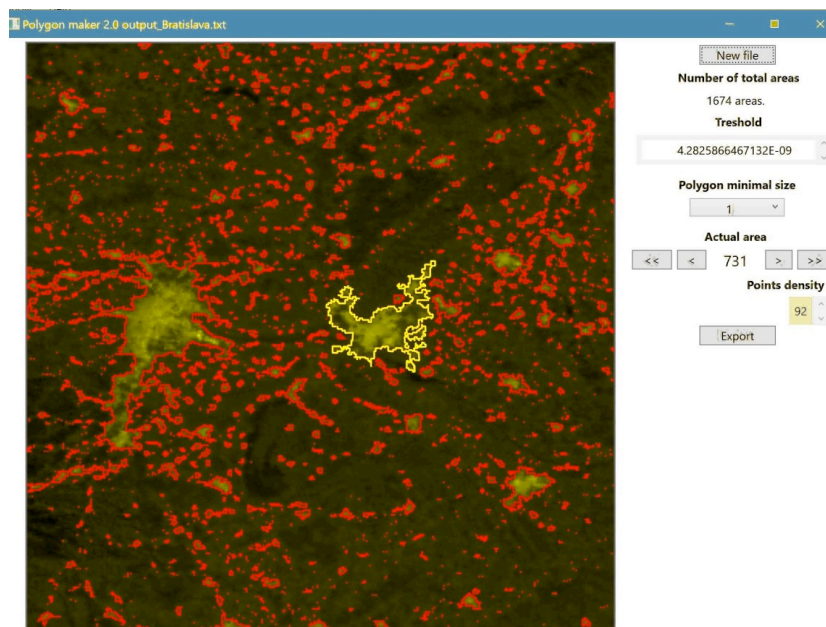 Polygon maker 2.0 output_Bratislava.txt
New file
Number of total areas
1674 areas.
Treshold
4.2825866467132E-09
Polygon minimal size
1
Actual area
<< < 731 > >>
Points density
92
Export